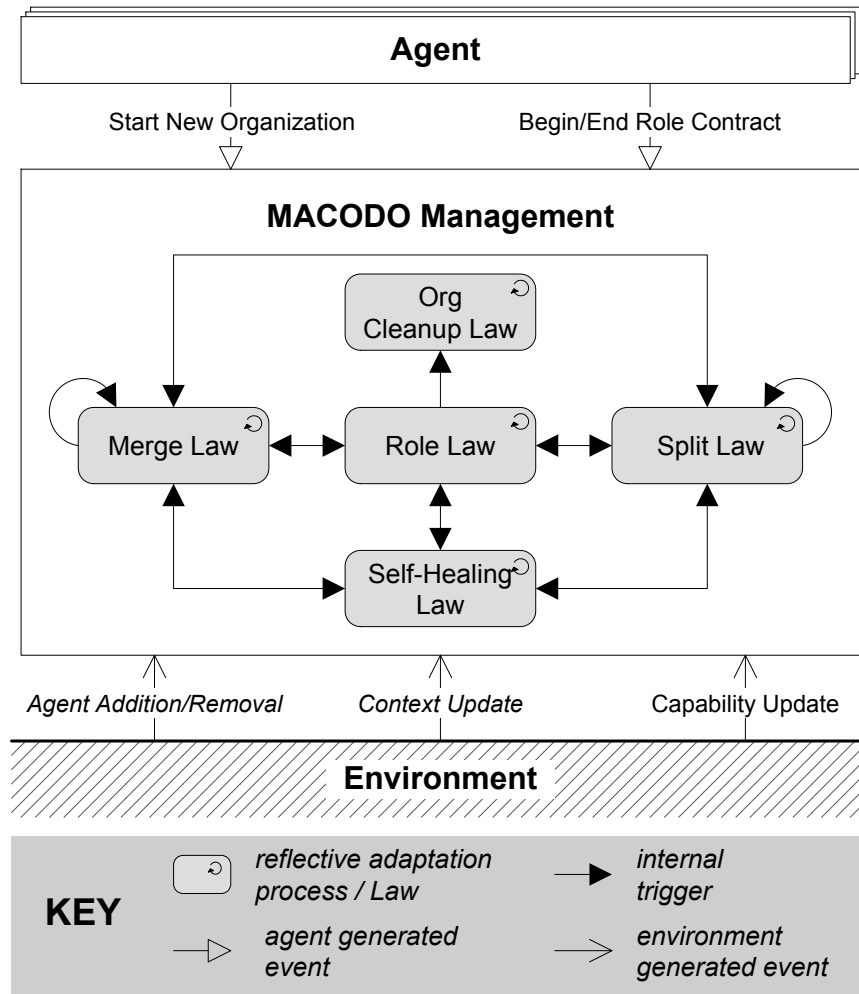 Agent
Start New Organization
Begin/End Role Contract
MACODO Management
Org
Cleanup Law
Merge Law
Role Law
Split Law
Self-Healing
Law
Agent Addition/Removal
Context Update
Capability Update
Environment
KEY
reflective adaptation
process / Law
internal
trigger
agent generated
event
environment
generated event